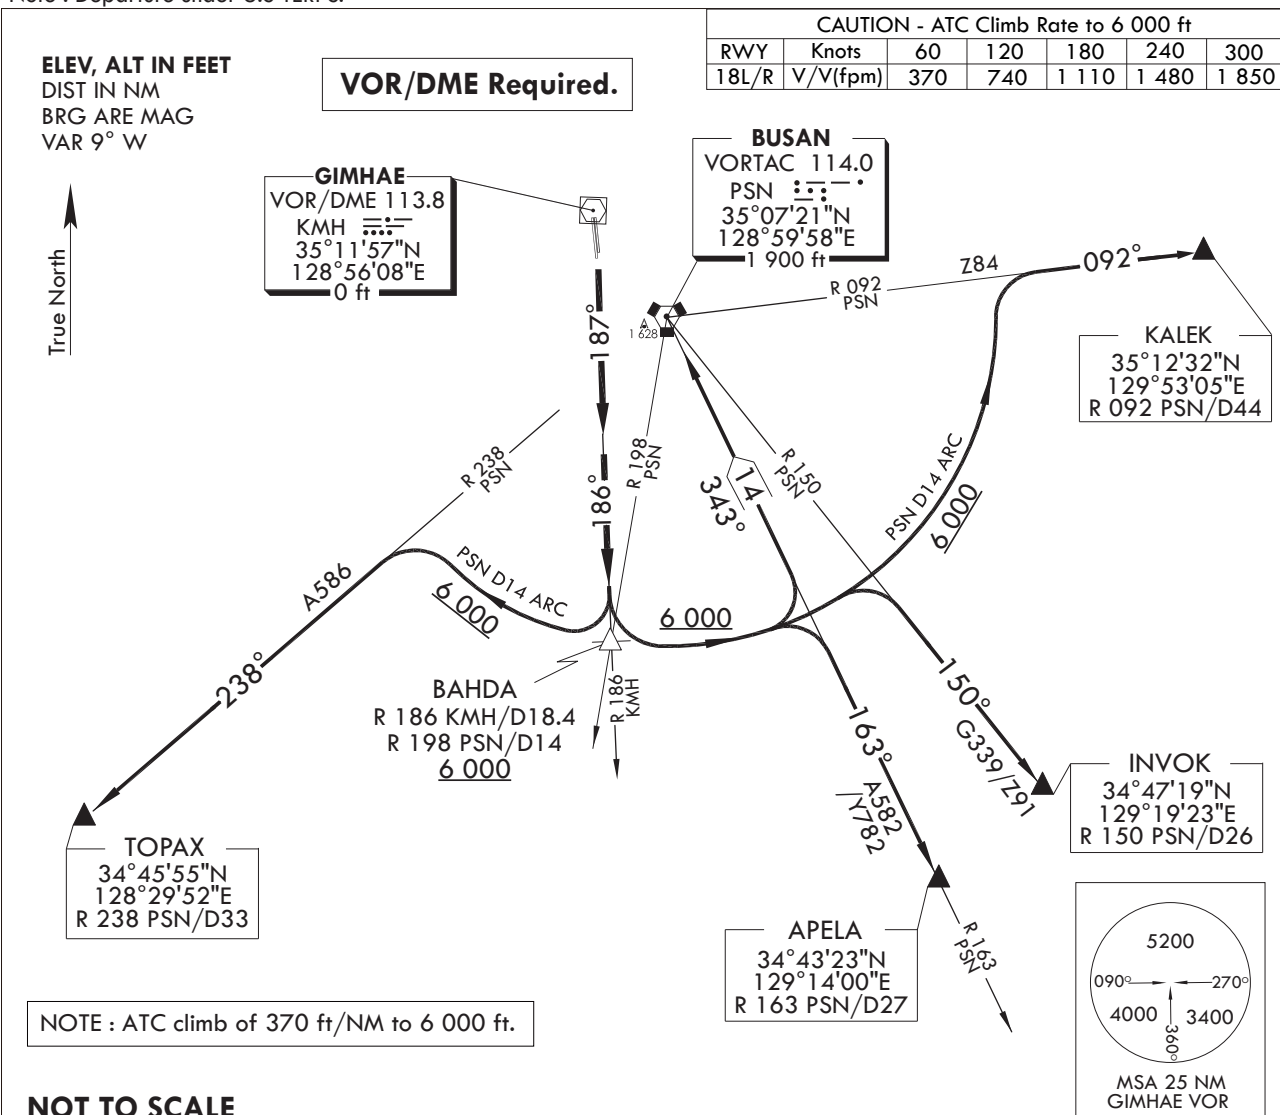 CAUTION - ATC Climb Rate to 6 000 ft
RWY Knots 60 120 180 240 300
18L/R V/V(fpm) 370 740 1 110 1 480 1 850
ELEV, ALT IN FEET
DIST IN NM
BRG ARE MAG
VAR 9° W
VOR/DME Required.
True North
GIMHAE
VOR/DME 113.8
KMH
35°11'57"N
128°56'08"E
0 ft
BUSAN
VORTAC 114.0
PSN
35°07'21"N
128°59'58"E
1 900 ft
1 628
187°
186°
R 198
PSN
R 092
PSN
Z84
092°
KALEK
35°12'32"N
129°53'05"E
R 092 PSN/D44
R 238
PSN
A586
238°
PSN D14 ARC
6 000
14
343°
R 150
PSN
PSN D14 ARC
6 000
6 000
BAHDA
R 186 KMH/D18.4
R 198 PSN/D14
6 000
R 186
KMH
163°
A582
/Y782
150°
G339/Z91
INVOK
34°47'19"N
129°19'23"E
R 150 PSN/D26
TOPAX
34°45'55"N
128°29'52"E
R 238 PSN/D33
APELA
34°43'23"N
129°14'00"E
R 163 PSN/D27
R 163
PSN
5200
090° 270°
4000 3400
360°
MSA 25 NM
GIMHAE VOR
NOTE : ATC climb of 370 ft/NM to 6 000 ft.
NOT TO SCALE